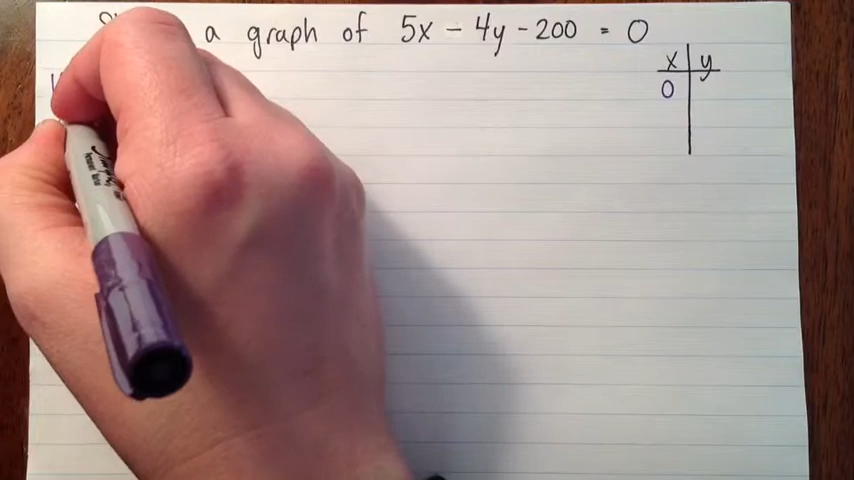 a graph of 5x - 4y - 200 = 0
x y
0